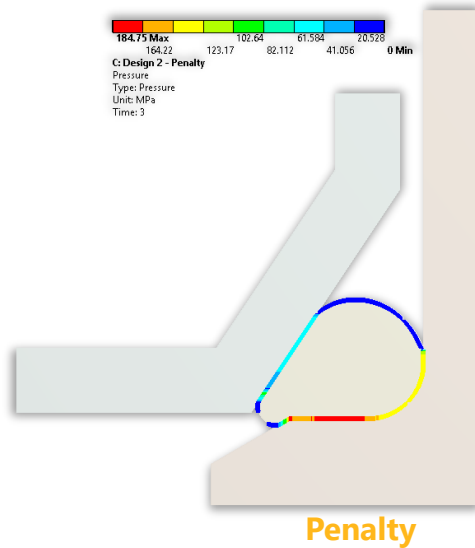 184.75 Max 102.64 61.584 20.528
164.22 123.17 82.112 41.056 0 Min
C: Design 2 - Penalty
Pressure
Type: Pressure
Unit: MPa
Time: 3
Penalty